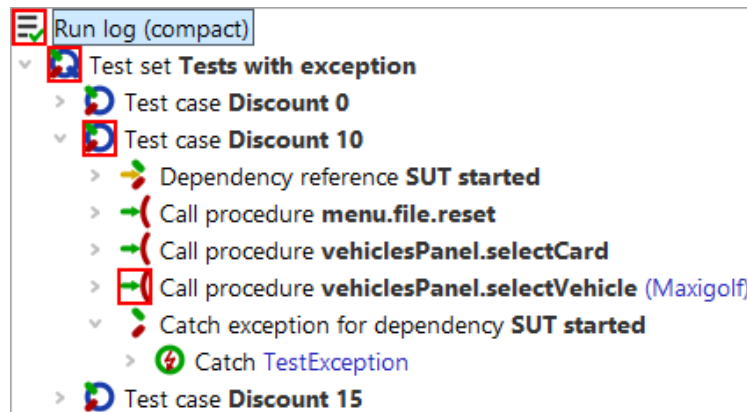 Run log (compact)
Test set Tests with exception
Test case Discount 0
Test case Discount 10
Dependency reference SUT started
Call procedure menu.file.reset
Call procedure vehiclesPanel.selectCard
Call procedure vehiclesPanel.selectVehicle (Maxigolf)
Catch exception for dependency SUT started
Catch TestException
Test case Discount 15